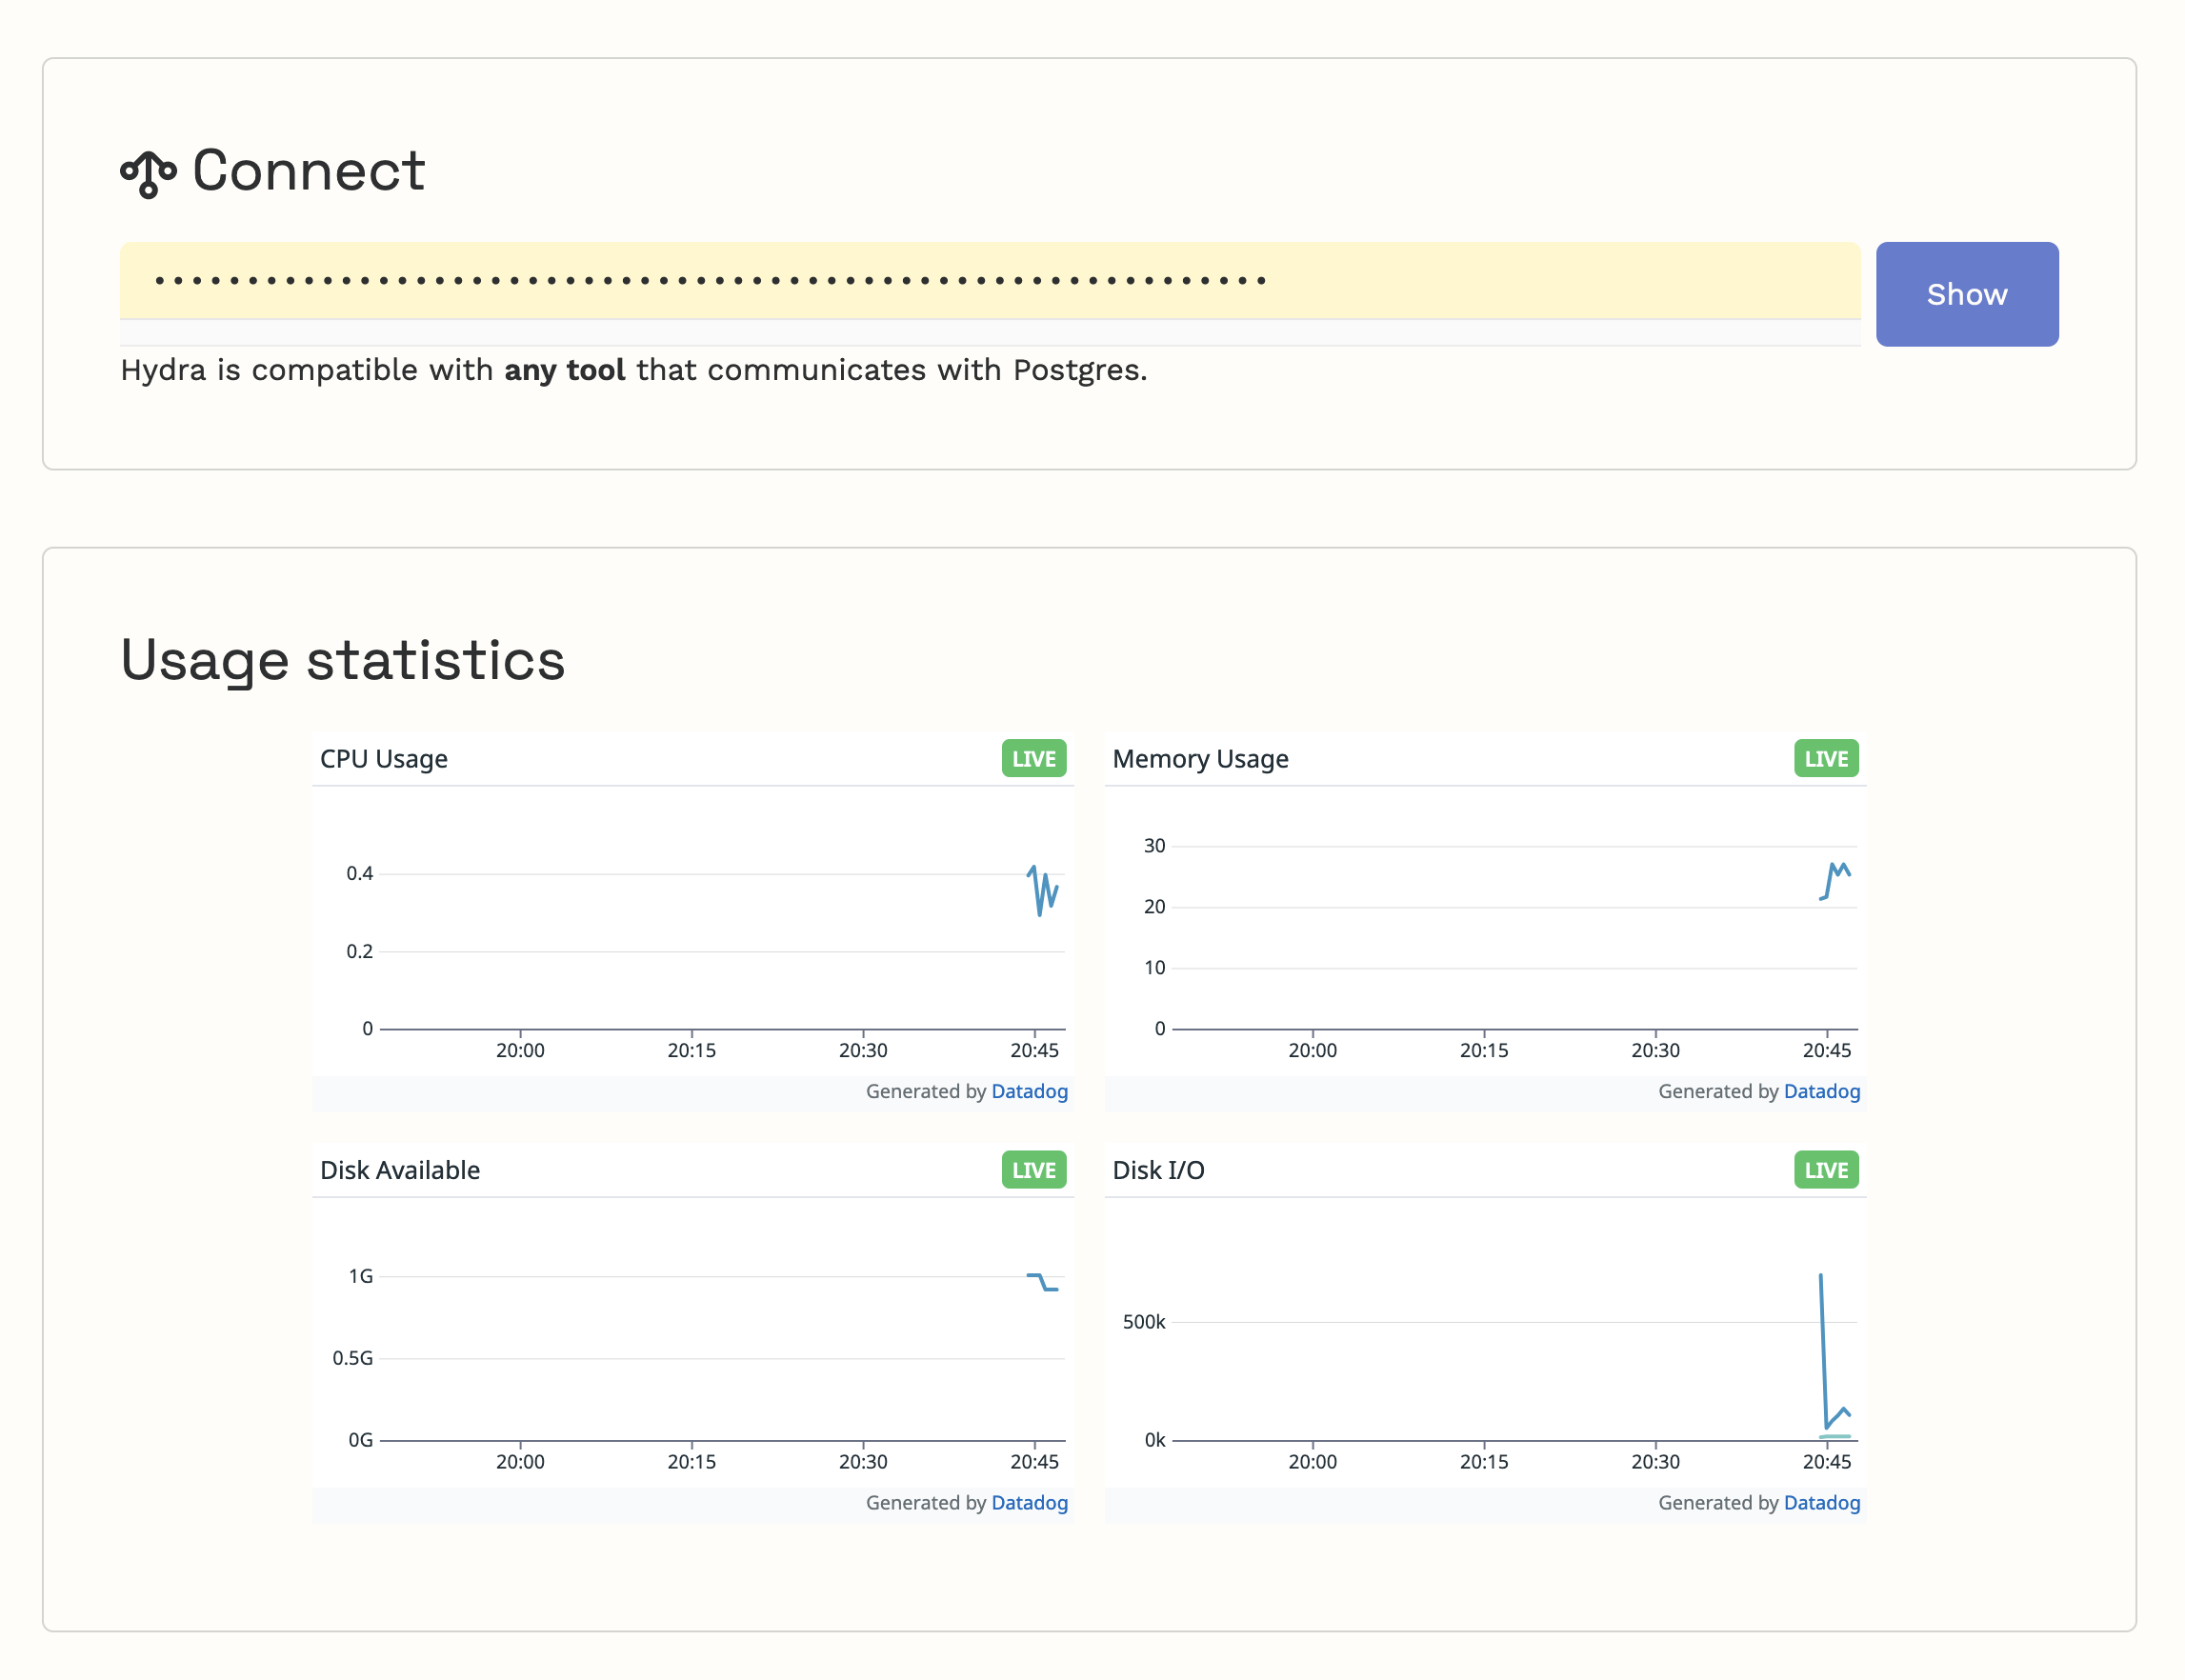 Connect
••••••••••••••••••••••••••••••••••••••••••••••••••••••••••••
Show
Hydra is compatible with any tool that communicates with Postgres.
Usage statistics
CPU Usage
LIVE
0.4
0.2
0
20:00 20:15 20:30 20:45
Generated by Datadog
Memory Usage
LIVE
30
20
10
0
20:00 20:15 20:30 20:45
Generated by Datadog
Disk Available
LIVE
1G
0.5G
0G
20:00 20:15 20:30 20:45
Generated by Datadog
Disk I/O
LIVE
500k
0k
20:00 20:15 20:30 20:45
Generated by Datadog